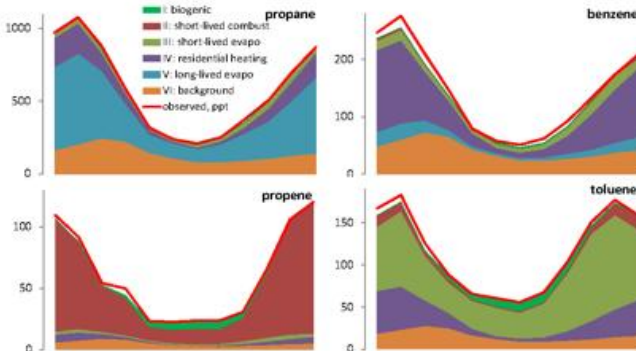 propane
1000
500
0
I: biogenic
II: short-lived combust
III: short-lived evapo
IV: residential heating
V: long-lived evapo
VI: background
observed, ppt
benzene
200
100
0
propene
100
50
0
toluene
150
100
50
0